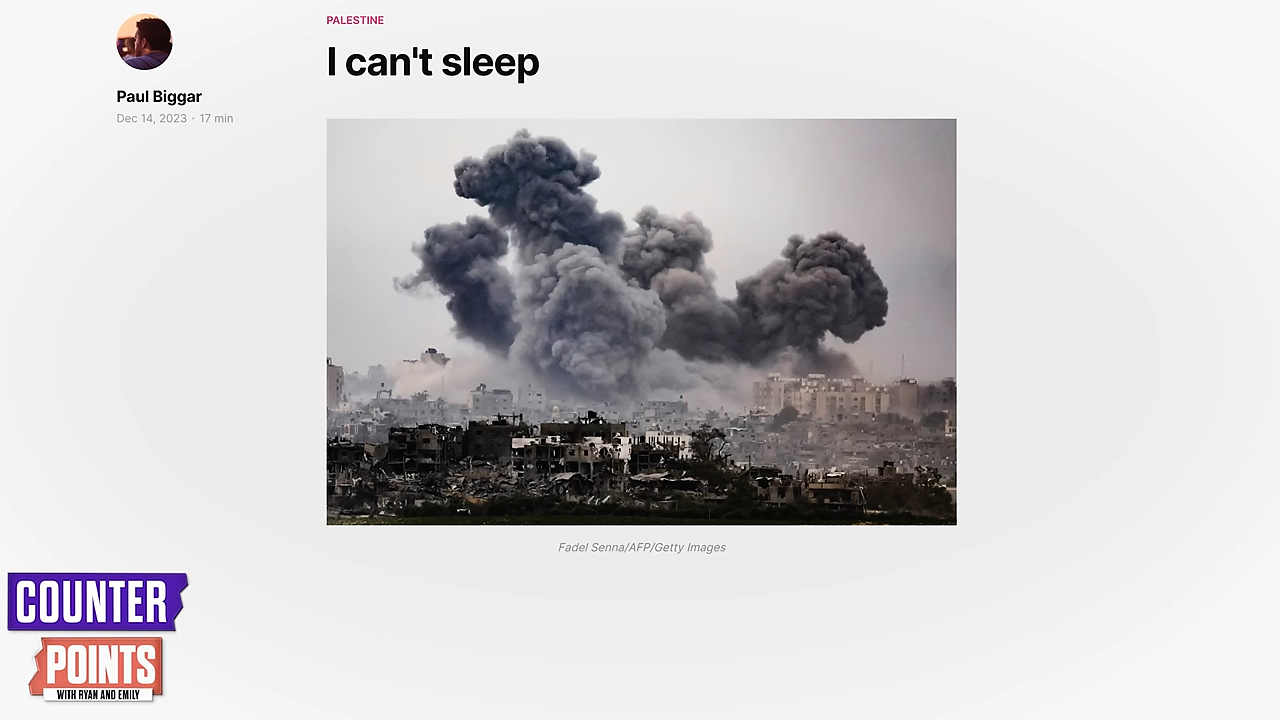 PALESTINE
I can't sleep
Paul Biggar
Dec 14, 2023 · 17 min
Fadel Senna/AFP/Getty Images
COUNTER
POINTS
WITH RYAN AND EMILY